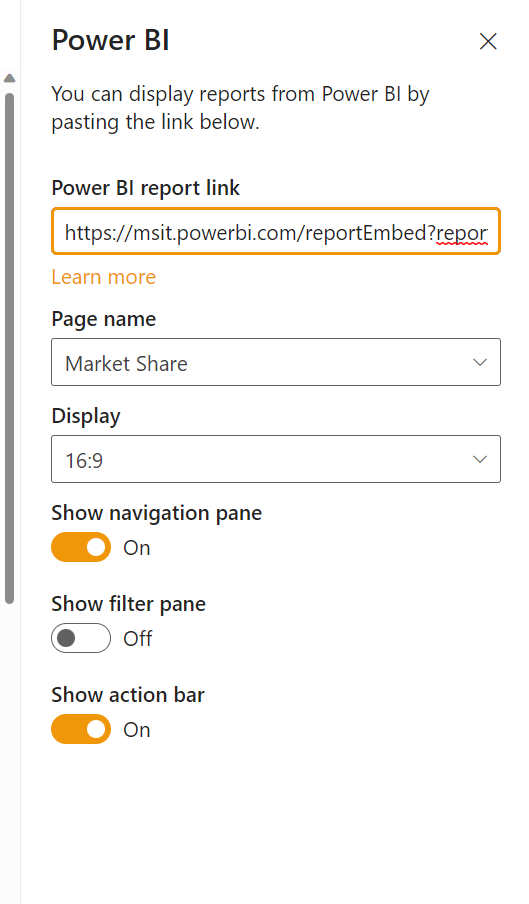 Power BI
You can display reports from Power BI by
pasting the link below.
Power BI report link
https://msit.powerbi.com/reportEmbed?repor
Learn more
Page name
Market Share
Display
16:9
Show navigation pane
On
Show filter pane
Off
Show action bar
On